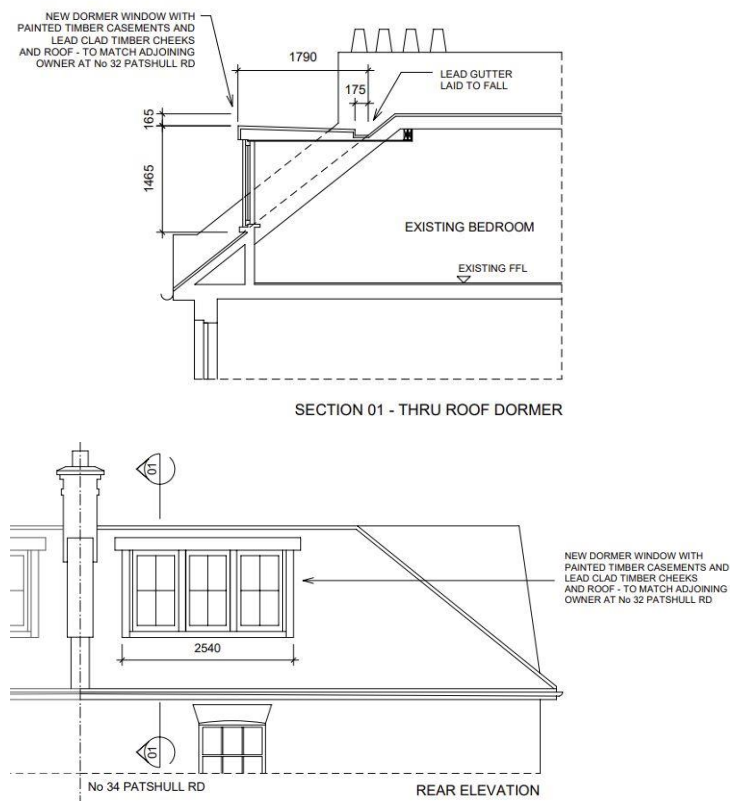 NEW DORMER WINDOW WITH
PAINTED TIMBER CASEMENTS AND
LEAD CLAD TIMBER CHEEKS
AND ROOF - TO MATCH ADJOINING
OWNER AT No 32 PATSHULL RD
1790
175
LEAD GUTTER
LAID TO FALL
165
1465
EXISTING BEDROOM
EXISTING FFL
SECTION 01 - THRU ROOF DORMER
01
NEW DORMER WINDOW WITH
PAINTED TIMBER CASEMENTS AND
LEAD CLAD TIMBER CHEEKS
AND ROOF - TO MATCH ADJOINING
OWNER AT No 32 PATSHULL RD
2540
01
No 34 PATSHULL RD
REAR ELEVATION